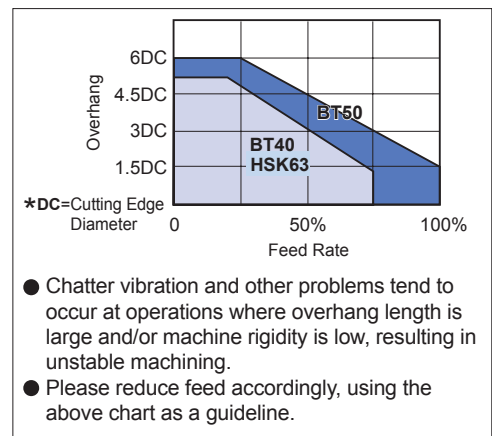 Overhang
6DC
4.5DC
3DC
1.5DC
BT50
BT40
HSK63
*DC=Cutting Edge
Diameter
0
50%
100%
Feed Rate
● Chatter vibration and other problems tend to
occur at operations where overhang length is
large and/or machine rigidity is low, resulting in
unstable machining.
● Please reduce feed accordingly, using the
above chart as a guideline.